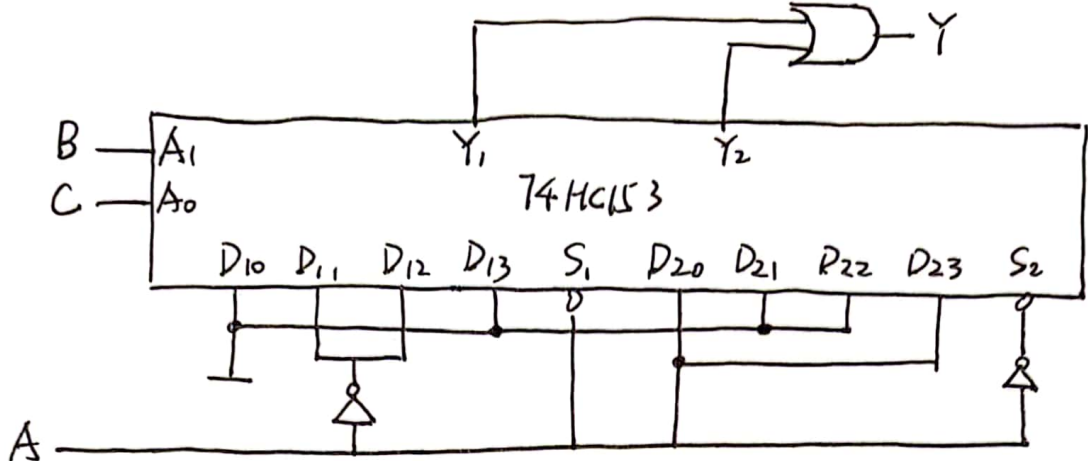 Y
B A₁ Y₁ Y₂
C A₀ 74HC153
D₁₀ D₁₁ D₁₂ D₁₃ S₁ D₂₀ D₂₁ D₂₂ D₂₃ S₂
A